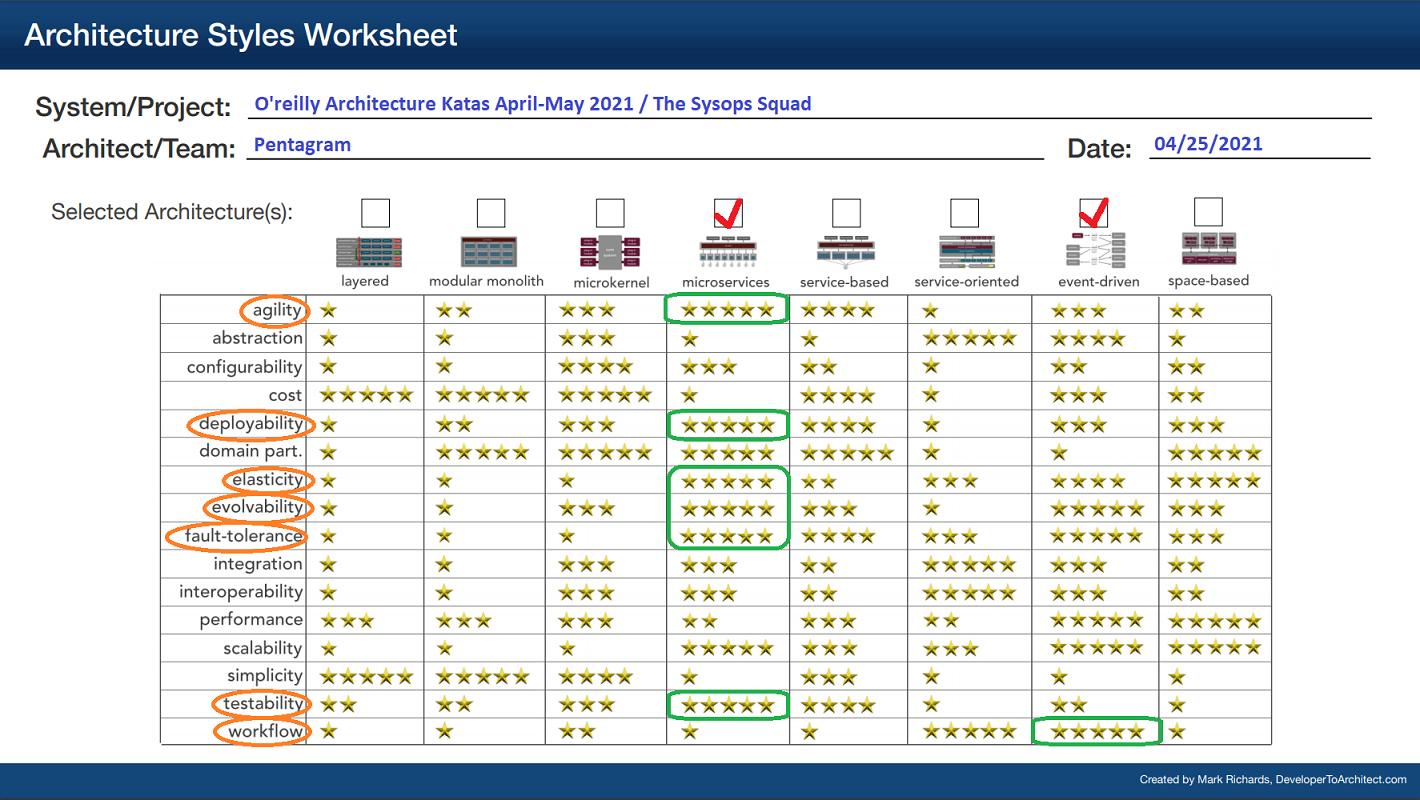 Architecture Styles Worksheet
System/Project: O'reilly Architecture Katas April-May 2021 / The Sysops Squad
Architect/Team: Pentagram Date: 04/25/2021
Selected Architecture(s):
layered modular monolith microkernel microservices service-based service-oriented event-driven space-based
agility
abstraction
configurability
cost
deployability
domain part.
elasticity
evolvability
fault-tolerance
integration
interoperability
performance
scalability
simplicity
testability
workflow
Created by Mark Richards, DeveloperToArchitect.com